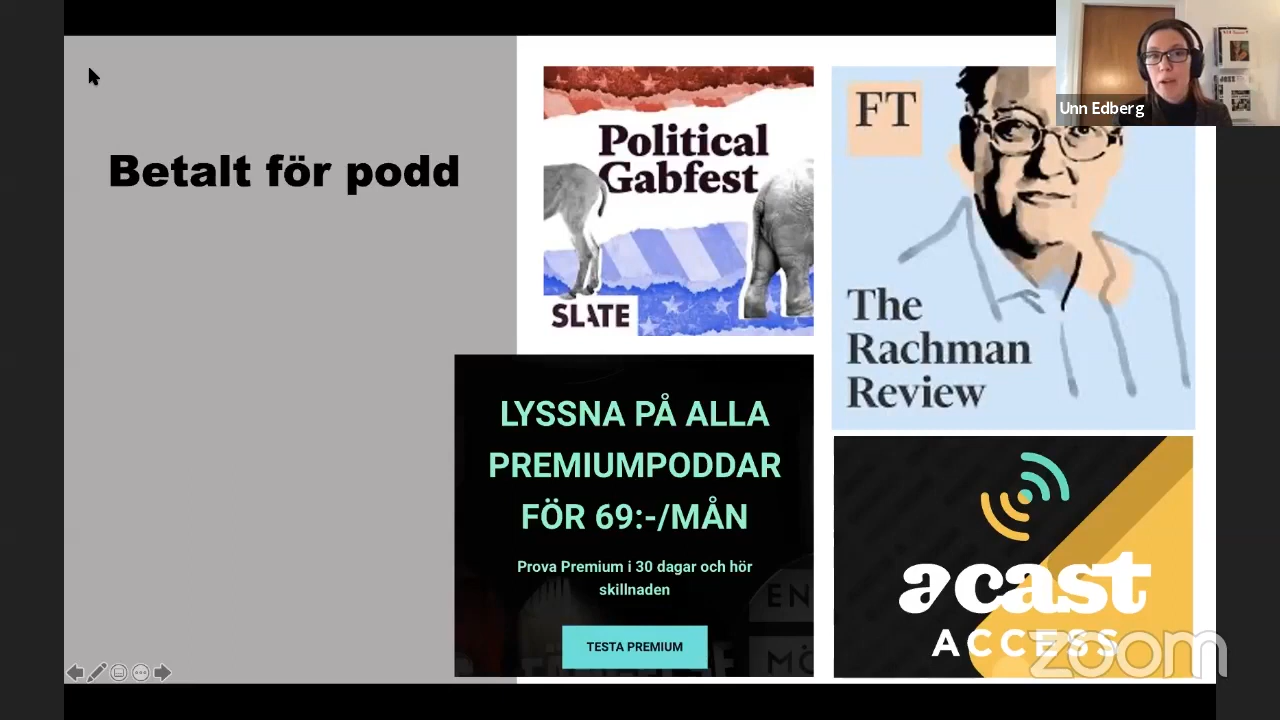 Betalt för podd
Political
Gabfest
SLATE
FT
The
Rachman
Review
Unn Edberg
LYSSNA PÅ ALLA
PREMIUMPODDAR
FÖR 69:-/MÅN
Prova Premium i 30 dagar och hör
skillnaden
TESTA PREMIUM
acast
ACCESS
zoom